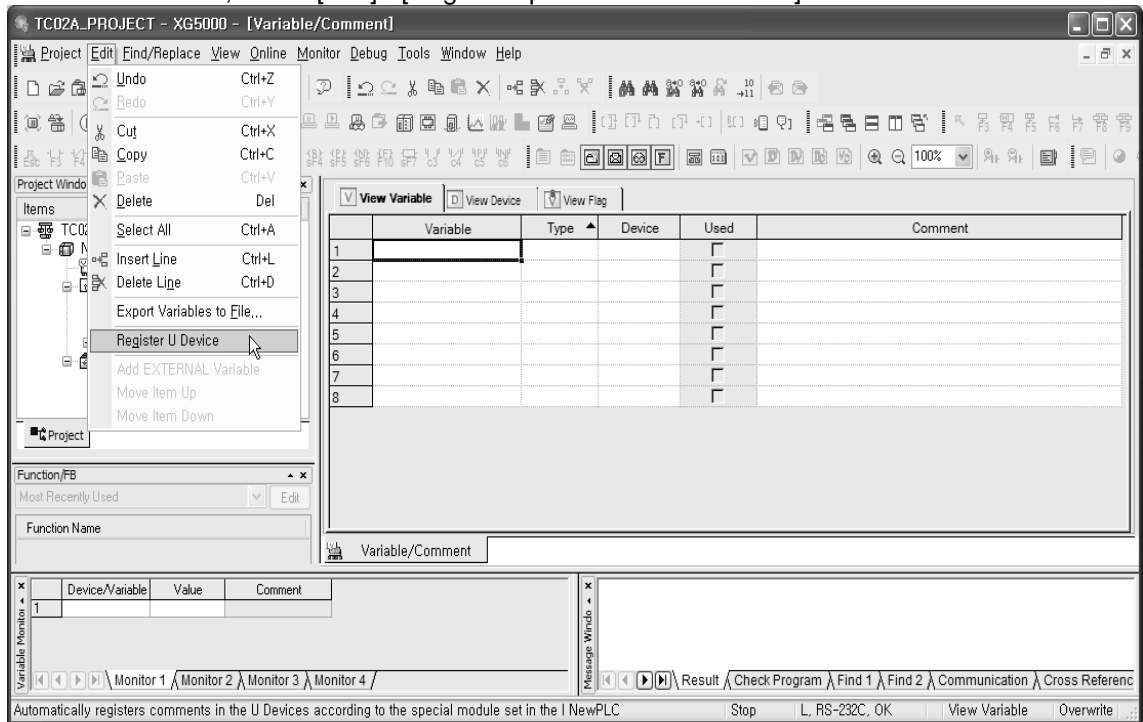 TC02A_PROJECT - XG5000 - [Variable/Comment]
Project Edit Find/Replace View Online Monitor Debug Tools Window Help
Undo Ctrl+Z
Redo Ctrl+Y
Cut Ctrl+X
Copy Ctrl+C
Paste Ctrl+V
Delete Del
Select All Ctrl+A
Insert Line Ctrl+L
Delete Line Ctrl+D
Export Variables to File...
Register U Device
Add EXTERNAL Variable
Move Item Up
Move Item Down
100%
Project Windo
Items
TC02
Project
Function/FB
Most Recently Used Edit
Function Name
V View Variable D View Device View Flag
Variable Type Device Used Comment
1
2
3
4
5
6
7
8
Variable/Comment
Variable Monitor
Device/Variable Value Comment
1
Monitor 1 Monitor 2 Monitor 3 Monitor 4
Message Windo
Result Check Program Find 1 Find 2 Communication Cross Referenc
Automatically registers comments in the U Devices according to the special module set in the I NewPLC Stop L, RS-232C, OK View Variable Overwrite